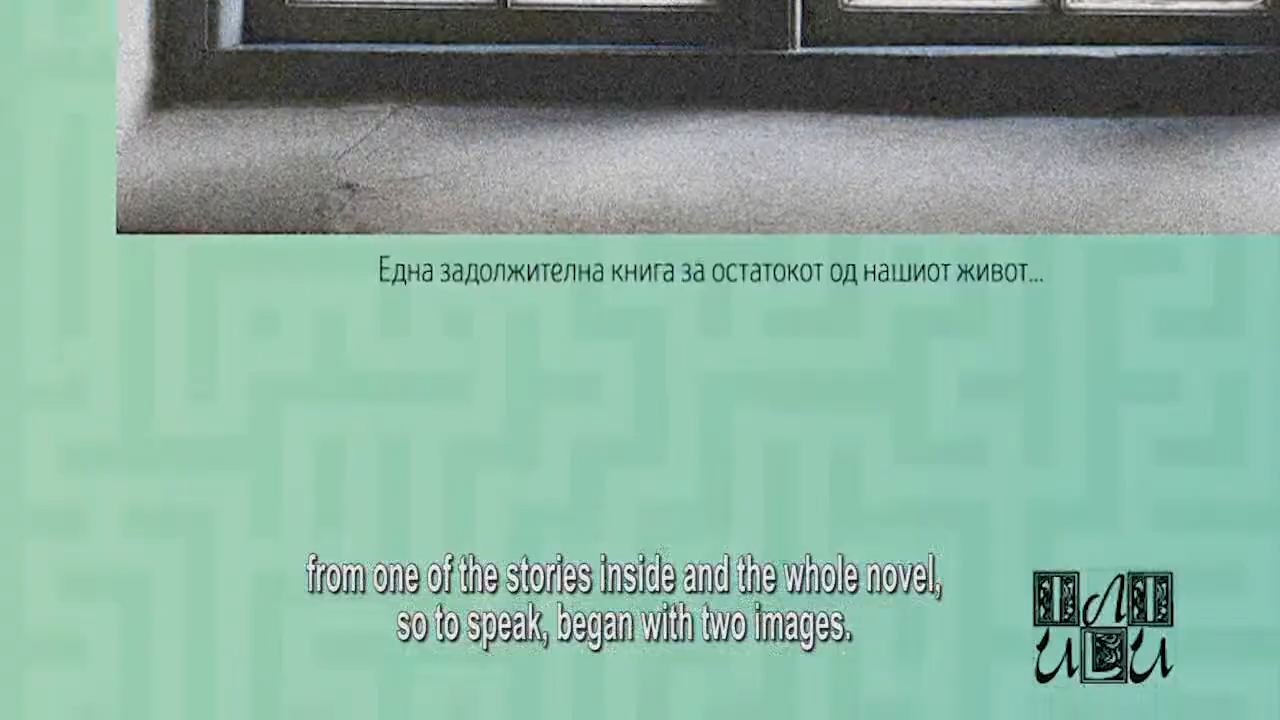 Една задолжителна книга за остатокот од нашиот живот...
from one of the stories inside and the whole novel,
so to speak, began with two images.